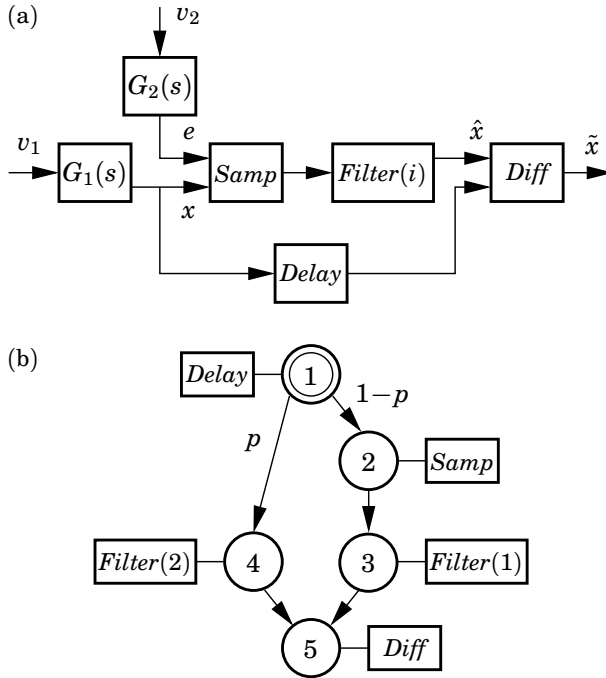 (a)
v₂
G₂(s)
v₁
G₁(s)
e
x
Samp
Filter(i)
x̂
Diff
x̃
Delay
(b)
Delay
1
p
1−p
2
Samp
Filter(2)
4
3
Filter(1)
5
Diff